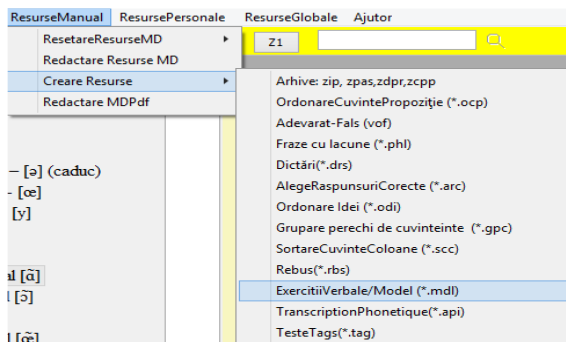 ResurseManual ResursePersonale ResurseGlobale Ajutor
ResetareResurseMD
Z1
Redactare Resurse MD
Creare Resurse
Arhive: zip, zpas,zdpr,zcpp
Redactare MDPdf
OrdonareCuvintePropoziţie (*.ocp)
Adevarat-Fals (vof)
Fraze cu lacune (*.phl)
– [ə] (caduc)
Dictări(*.drs)
- [œ]
AlegeRaspunsuriCorecte (*.arc)
[y]
Ordonare Idei (*.odi)
Grupare perechi de cuvinteinte (*.gpc)
SortareCuvinteColoane (*.scc)
al [ɑ̃]
Rebus(*.rbs)
l [ɔ̃]
ExercitiiVerbale/Model (*.mdl)
TranscriptionPhonetique(*.api)
l [œ̃]
TesteTags(*.tag)